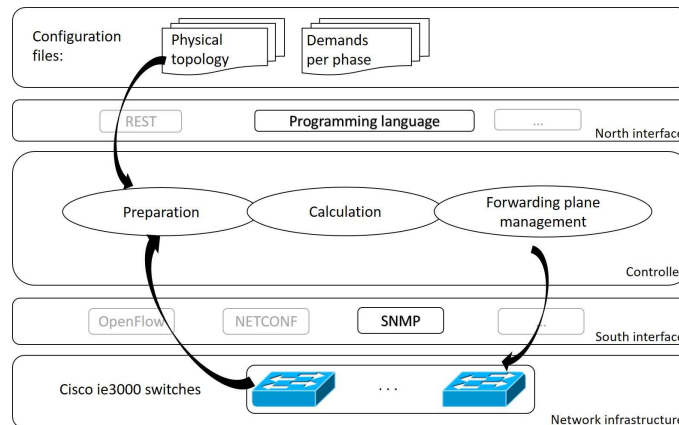 Configuration
files:
Physical
topology
Demands
per phase
REST
Programming language
...
North interface
Preparation
Calculation
Forwarding plane
management
Controlle
OpenFlow
NETCONF
SNMP
...
South interface
Cisco ie3000 switches
...
Network infrastructure